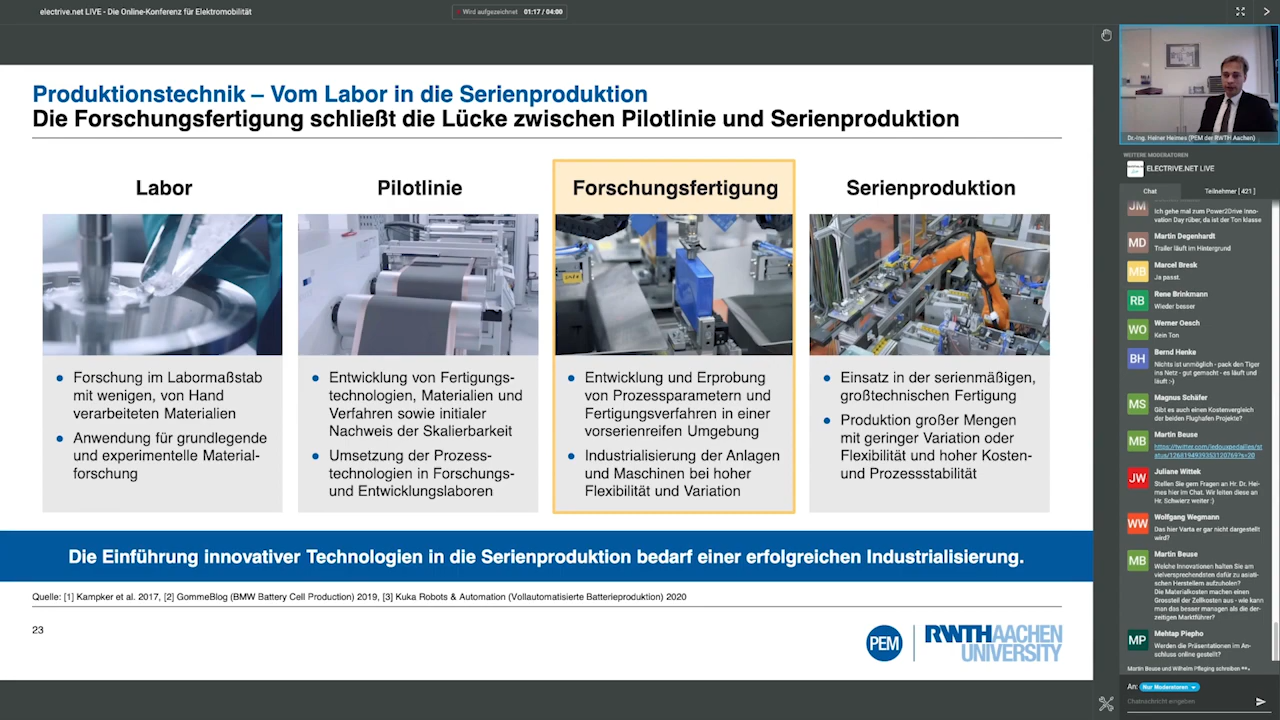 electrive.net LIVE - Die Online-Konferenz für Elektromobilität
Wird aufgezeichnet 01:17 / 04:00
Produktionstechnik – Vom Labor in die Serienproduktion
Die Forschungsfertigung schließt die Lücke zwischen Pilotlinie und Serienproduktion
Labor
Forschung im Labormaßstab
mit wenigen, von Hand
verarbeiteten Materialien
Anwendung für grundlegende
und experimentelle Material-
forschung
Pilotlinie
Entwicklung von Fertigungs-
technologien, Materialien und
Verfahren sowie initialer
Nachweis der Skalierbarkeit
Umsetzung der Prozess-
technologien in Forschungs-
und Entwicklungslaboren
Forschungsfertigung
Entwicklung und Erprobung
von Prozessparametern und
Fertigungsverfahren in einer
vorserienreifen Umgebung
Industrialisierung der Anlagen
und Maschinen bei hoher
Flexibilität und Variation
Serienproduktion
Einsatz in der serienmäßigen,
großtechnischen Fertigung
Produktion großer Mengen
mit geringer Variation oder
Flexibilität und hoher Kosten-
und Prozessstabilität
Die Einführung innovativer Technologien in die Serienproduktion bedarf einer erfolgreichen Industrialisierung.
Quelle: [1] Kampker et al. 2017, [2] GommeBlog (BMW Battery Cell Production) 2019, [3] Kuka Robots & Automation (Vollautomatisierte Batterieproduktion) 2020
23
PEM
RWTHAACHEN
UNIVERSITY
Dr.-Ing. Heiner Heimes (PEM der RWTH Aachen)
WEITERE MODERATOREN
ELECTRIVE.NET LIVE
Chat
Teilnehmer [ 421 ]
JM
Ich gehe mal zum Power2Drive Inno-
vation Day rüber, da ist der Ton klasse
MD
Martin Degenhardt
Trailer läuft im Hintergrund
MB
Marcel Bresk
Ja passt.
RB
Rene Brinkmann
Wieder besser
WO
Werner Oesch
Kein Ton
BH
Bernd Henke
Nichts ist unmöglich - pack den Tiger
ins Netz - gut gemacht - es läuft und
läuft :-)
MS
Magnus Schäfer
Gibt es auch einen Kostenvergleich
der beiden Flughafen Projekte?
MB
Martin Beuse
JW
Juliane Wittek
Stellen Sie gern Fragen an Hr. Dr. Hei-
mes hier im Chat. Wir leiten diese an
Hr. Schwierz weiter :)
WW
Wolfgang Wegmann
Das hier Varta er gar nicht dargestellt
wird?
MB
Martin Beuse
Welche Innovationen halten Sie am
vielversprechendsten dafür zu asiati-
schen Herstellern aufzuholen?
Die Materialkosten machen einen
Grossteil der Zellkosten aus - wie kann
man das besser managen als die der-
zeitigen Marktführer?
MP
Mehtap Piepho
Werden die Präsentationen im An-
schluss online gestellt?
Martin Beuse und Wilhelm Pfleging schreiben
An: Nur Moderatoren
Chatnachricht eingeben